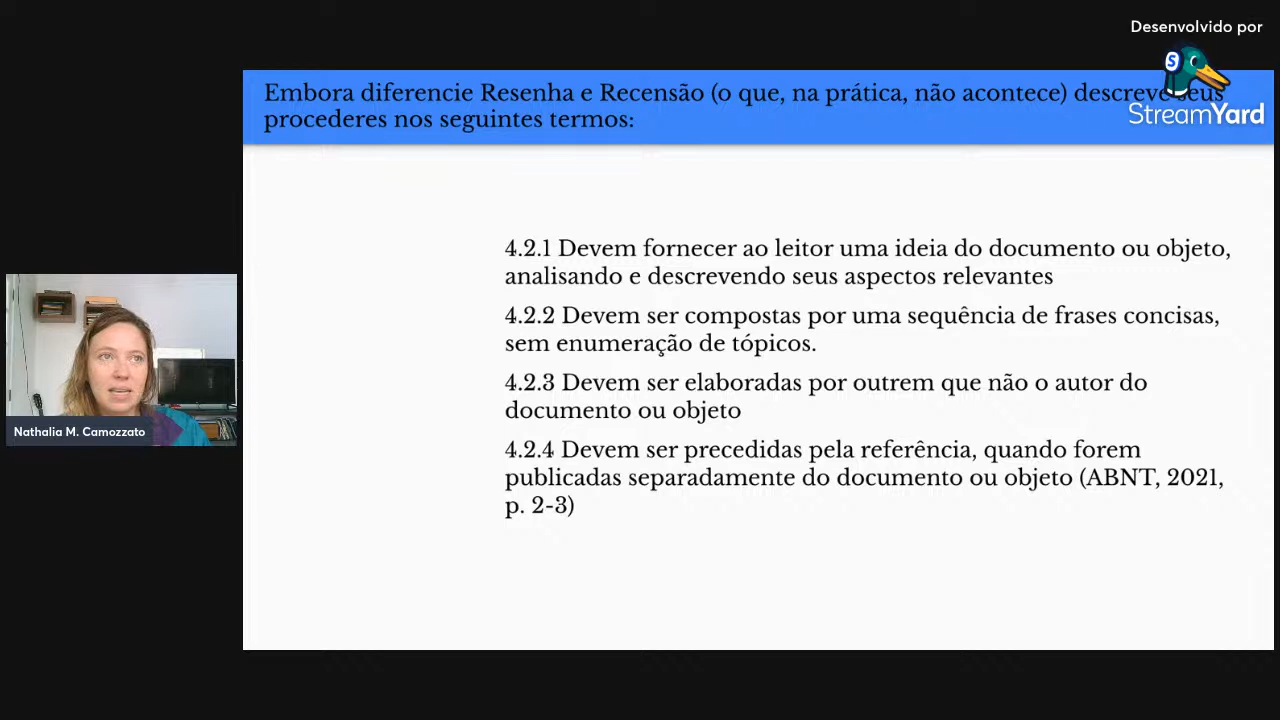 Desenvolvido por
StreamYard
Embora diferencie Resenha e Recensão (o que, na prática, não acontece) descreve seus
procederes nos seguintes termos:
4.2.1 Devem fornecer ao leitor uma ideia do documento ou objeto,
analisando e descrevendo seus aspectos relevantes
4.2.2 Devem ser compostas por uma sequência de frases concisas,
sem enumeração de tópicos.
4.2.3 Devem ser elaboradas por outrem que não o autor do
documento ou objeto
4.2.4 Devem ser precedidas pela referência, quando forem
publicadas separadamente do documento ou objeto (ABNT, 2021,
p. 2-3)
Nathalia M. Camozzato